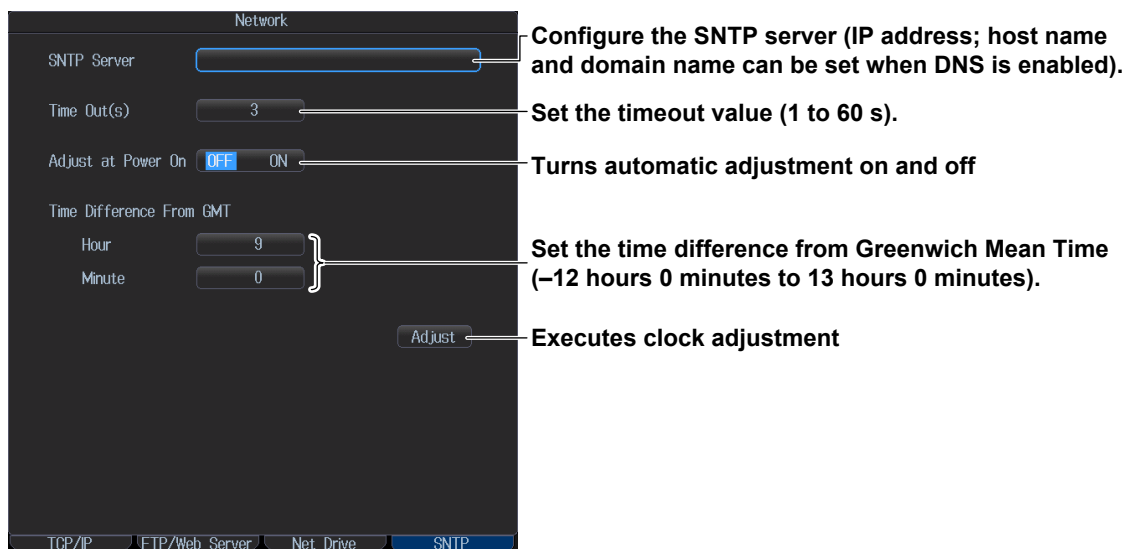 Network
SNTP Server
Configure the SNTP server (IP address; host name
and domain name can be set when DNS is enabled).
Time Out(s) 3
Set the timeout value (1 to 60 s).
Adjust at Power On OFF ON
Turns automatic adjustment on and off
Time Difference From GMT
Hour 9
Minute 0
Set the time difference from Greenwich Mean Time
(–12 hours 0 minutes to 13 hours 0 minutes).
Adjust
Executes clock adjustment
TCP/IP FTP/Web Server Net Drive SNTP